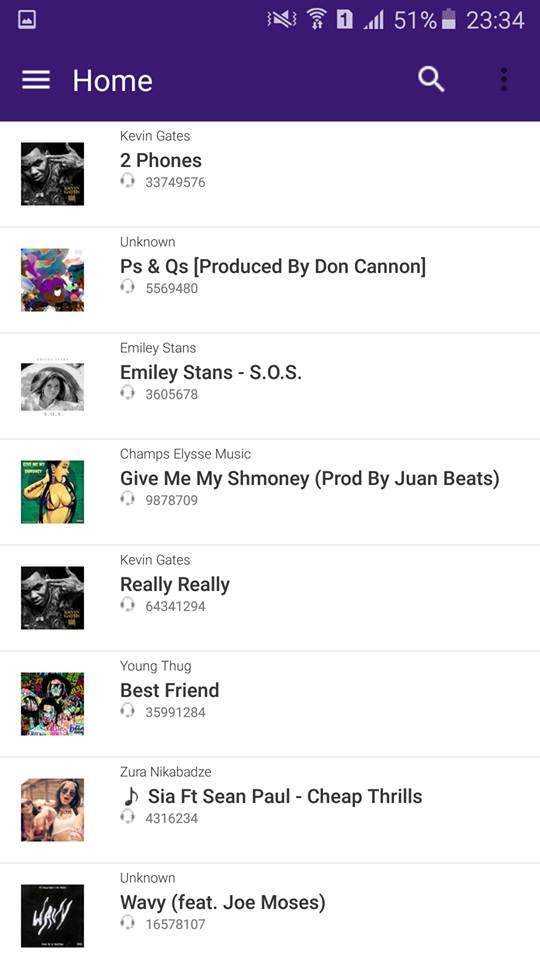 51% 23:34
Home
Kevin Gates
2 Phones
33749576
Unknown
Ps & Qs [Produced By Don Cannon]
5569480
Emiley Stans
Emiley Stans - S.O.S.
3605678
Champs Elysse Music
Give Me My Shmoney (Prod By Juan Beats)
9878709
Kevin Gates
Really Really
64341294
Young Thug
Best Friend
35991284
Zura Nikabadze
♪ Sia Ft Sean Paul - Cheap Thrills
4316234
Unknown
Wavy (feat. Joe Moses)
16578107